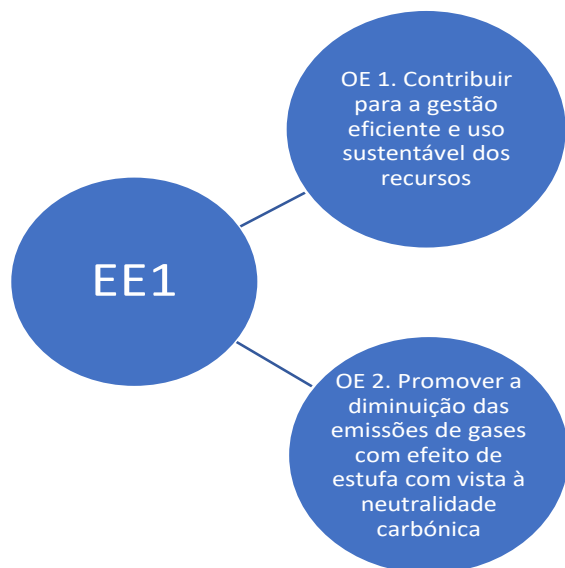 OE 1. Contribuir
para a gestão
eficiente e uso
sustentável dos
recursos
EE1
OE 2. Promover a
diminuição das
emissões de gases
com efeito de
estufa com vista à
neutralidade
carbónica